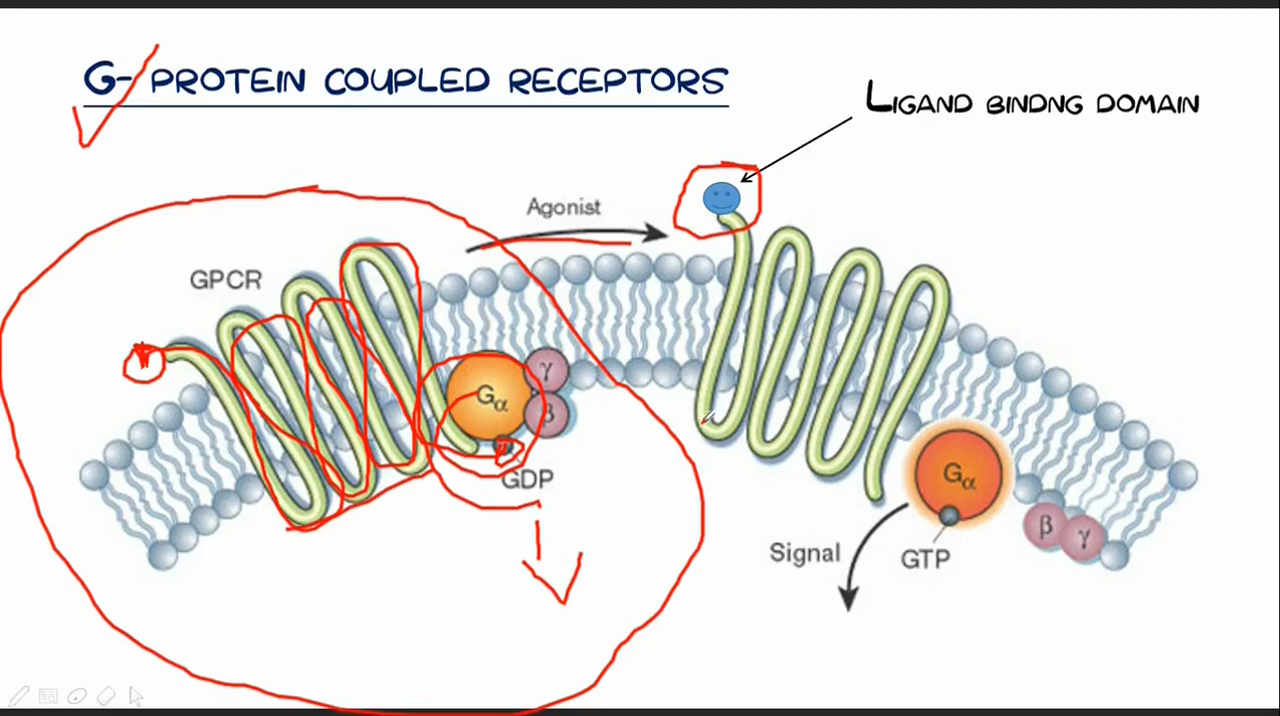 G- PROTEIN COUPLED RECEPTORS
LIGAND BINDNG DOMAIN
Agonist
GPCR
Gα
γ
β
GDP
Gα
GTP
β γ
Signal